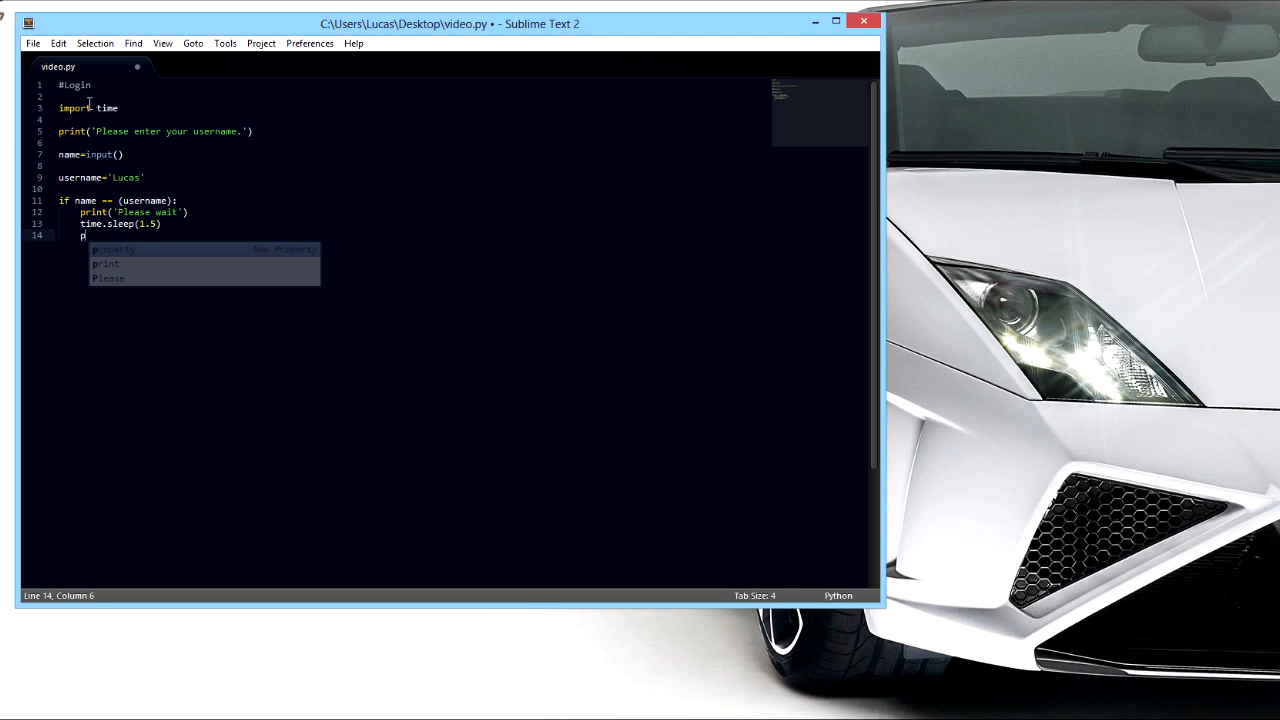 C:\Users\Lucas\Desktop\video.py • - Sublime Text 2
File Edit Selection Find View Goto Tools Project Preferences Help
video.py
1 #Login
2
3 import time
4
5 print('Please enter your username.')
6
7 name=input()
8
9 username='Lucas'
10
11 if name == (username):
12 print('Please wait')
13 time.sleep(1.5)
14 p
property New Property
print
Please
Line 14, Column 6 Tab Size: 4 Python